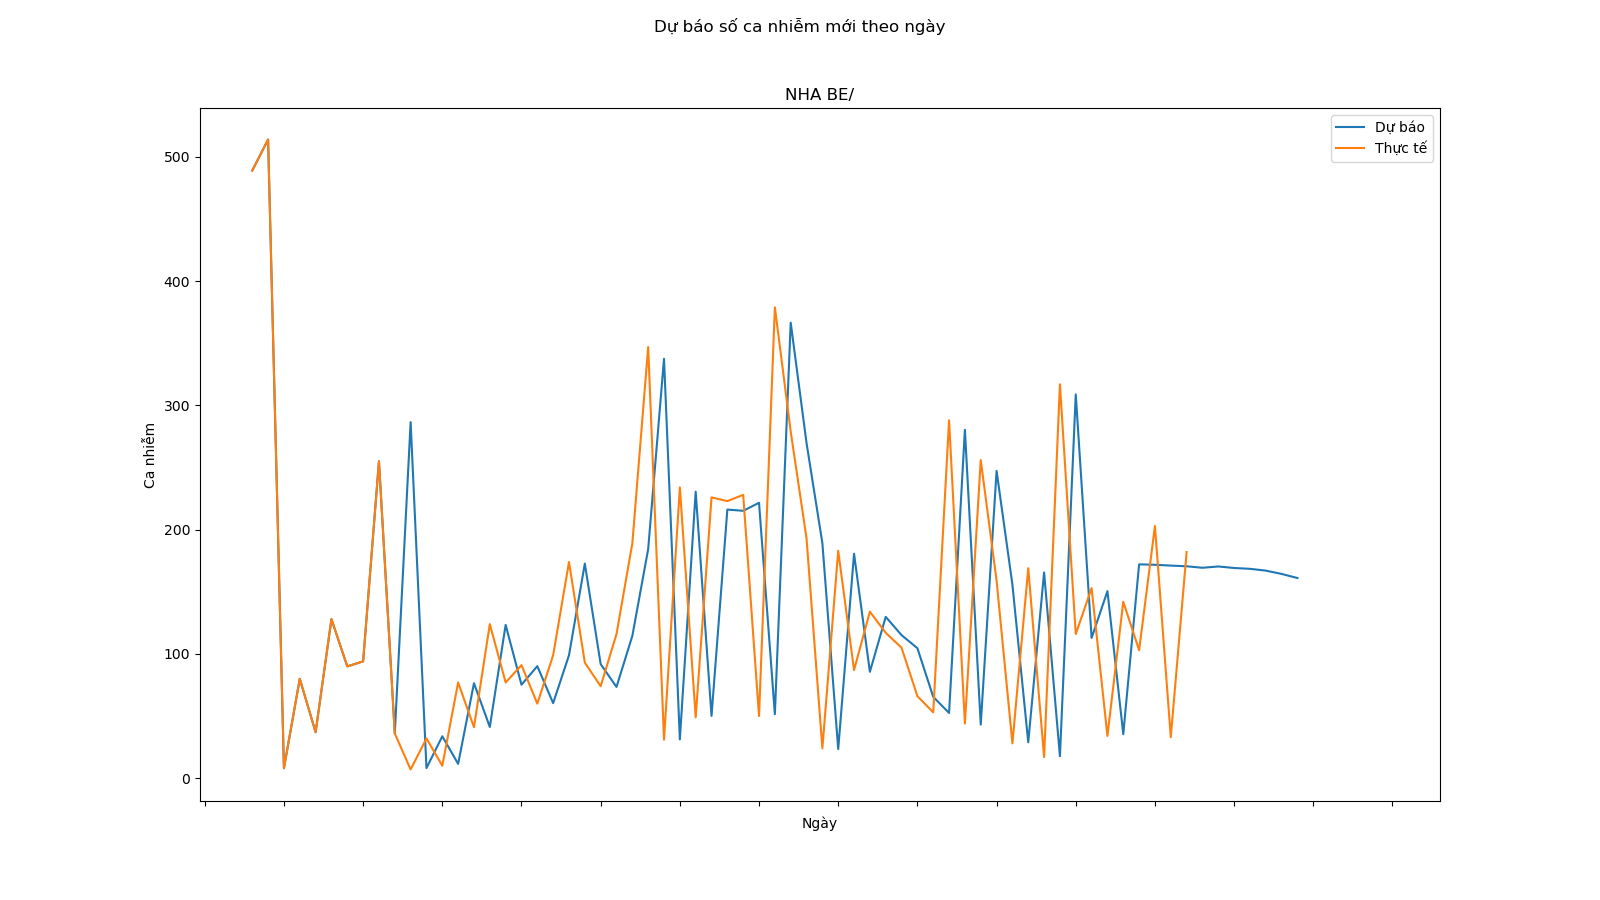 Dự báo số ca nhiễm mới theo ngày
NHA BE/
Dự báo
Thực tế
500
400
300
200
100
0
Ca nhiễm
Ngày